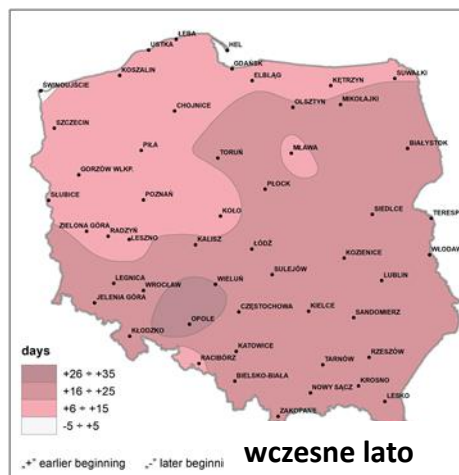 ŁEBA
USTKA
HEL
KOSZALIN
GDAŃSK
ELBLĄG
KĘTRZYN
SUWAŁKI
ŚWINOUJŚCIE
CHOJNICE
OLSZTYN
MIKOŁAJKI
SZCZECIN
PIŁA
TORUŃ
MŁAWA
BIAŁYSTOK
GORZÓW WLKP.
PŁOCK
SŁUBICE
POZNAŃ
KOŁO
SIEDLCE
TERESP
ZIELONA GÓRA
RADZYŃ
LESZNO
KALISZ
ŁÓDŹ
KOZIENICE
WŁODAW
LEGNICA
WROCŁAW
WIELUŃ
SULEJÓW
LUBLIN
JELENIA GÓRA
OPOLE
CZĘSTOCHOWA
KIELCE
SANDOMIERZ
KŁODZKO
KATOWICE
RACIBÓRZ
TARNÓW
RZESZÓW
BIELSKO-BIAŁA
NOWY SĄCZ
KROSNO
LESKO
ZAKOPANE
days
+26 ÷ +35
+16 ÷ +25
+6 ÷ +15
-5 ÷ +5
"+" earlier beginning
"-" later beginni
wczesne lato